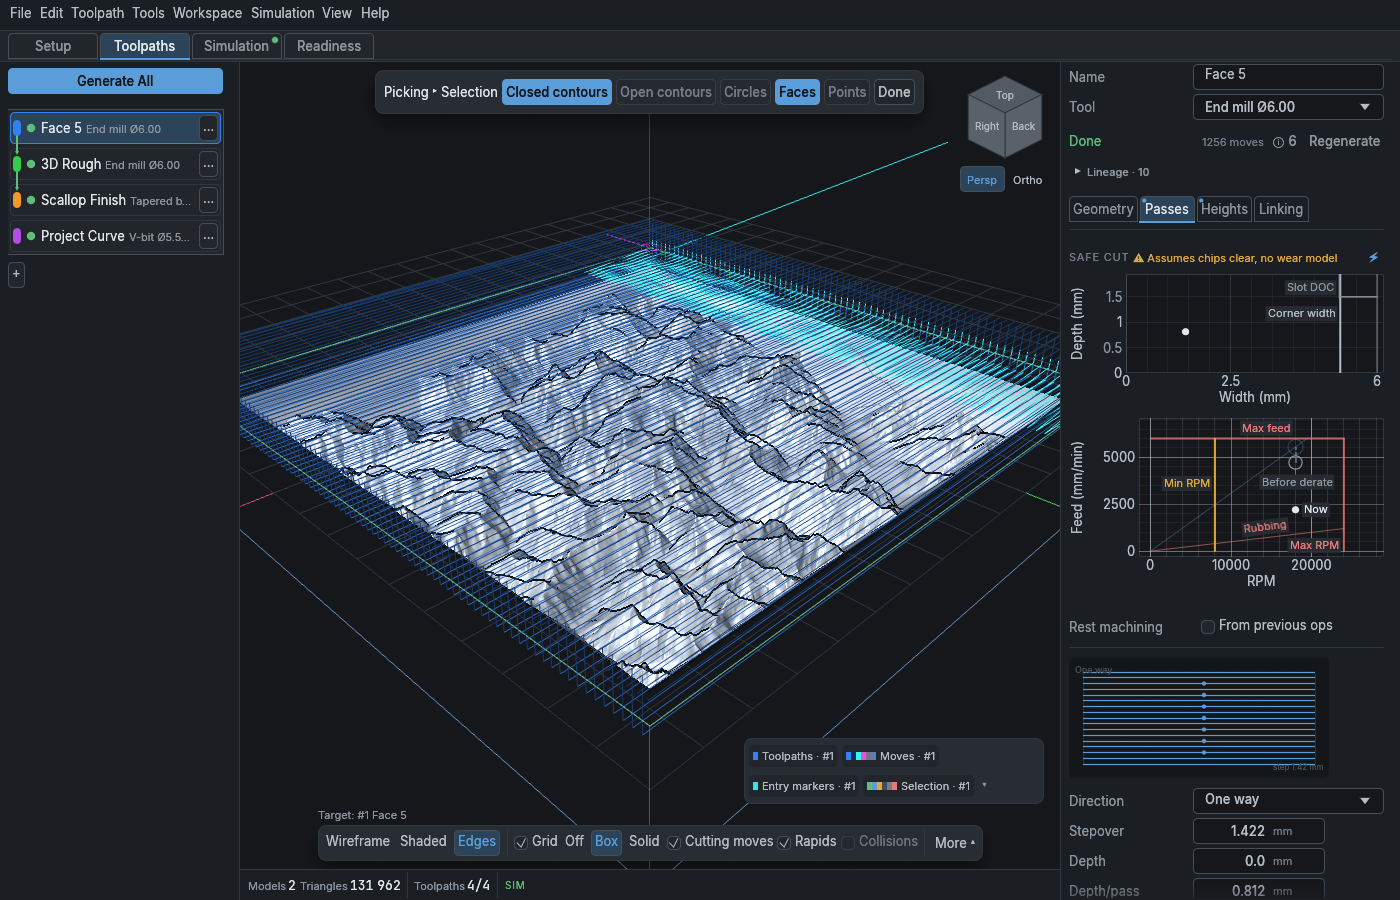 File Edit Toolpath Tools Workspace Simulation View Help
Setup Toolpaths Simulation Readiness
Generate All
Face 5 End mill Ø6.00 ...
3D Rough End mill Ø6.00 ...
Scallop Finish Tapered b... ...
Project Curve V-bit Ø5.5... ...
+
Picking ‣ Selection Closed contours Open contours Circles Faces Points Done
Top
Right Back
Persp Ortho
Toolpaths · #1 Moves · #1
Entry markers · #1 Selection · #1
Target: #1 Face 5
Wireframe Shaded Edges Grid Off Box Solid Cutting moves Rapids Collisions More
Models 2 Triangles 131 962 Toolpaths 4/4 SIM
Name Face 5
Tool End mill Ø6.00
Done 1256 moves 6 Regenerate
Lineage · 10
Geometry Passes Heights Linking
SAFE CUT Assumes chips clear, no wear model
Depth (mm)
1.5
1
0.5
0
Slot DOC
Corner width
0 2.5 6
Width (mm)
Feed (mm/min)
5000
2500
0
Max feed
Min RPM
Before derate
Now
Rubbing
Max RPM
0 10000 20000
RPM
Rest machining From previous ops
One way
Step 1.42 mm
Direction One way
Stepover 1.422 mm
Depth 0.0 mm
Depth/pass 0.812 mm